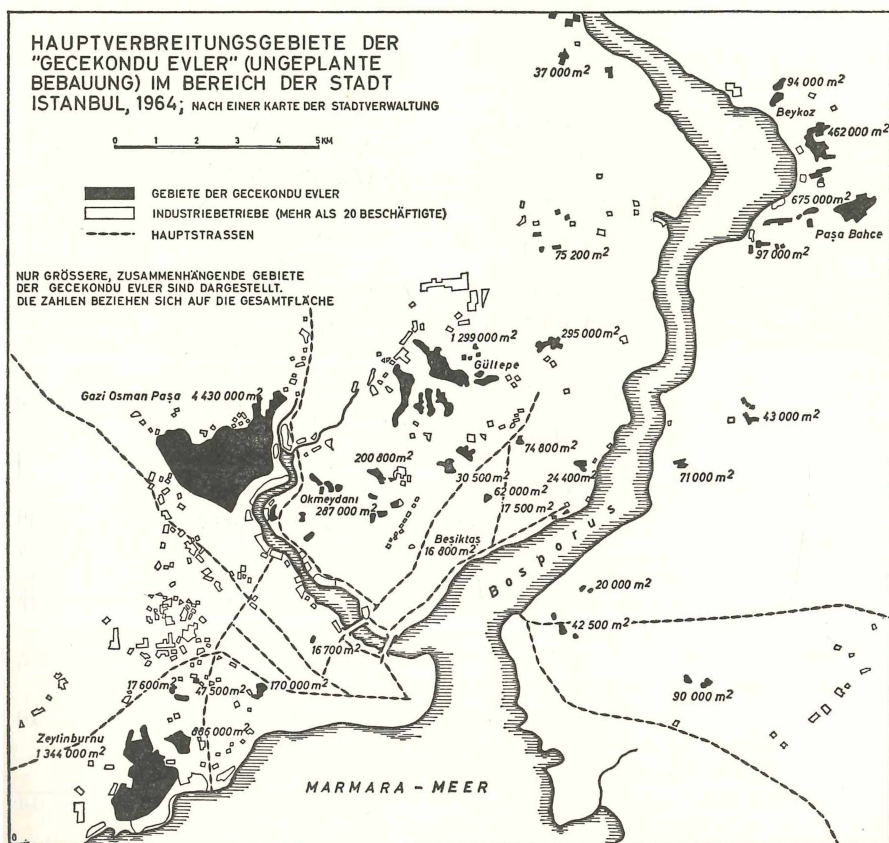 HAUPTVERBREITUNGSGEBIETE DER
"GECEKONDU EVLER" (UNGEPLANTE
BEBAUUNG) IM BEREICH DER STADT
ISTANBUL, 1964; NACH EINER KARTE DER STADTVERWALTUNG
0 1 2 3 4 5 KM
GEBIETE DER GECEKONDU EVLER
INDUSTRIEBETRIEBE (MEHR ALS 20 BESCHÄFTIGTE)
HAUPTSTRASSEN
NUR GRÖSSERE, ZUSAMMENHÄNGENDE GEBIETE
DER GECEKONDU EVLER SIND DARGESTELLT.
DIE ZAHLEN BEZIEHEN SICH AUF DIE GESAMTFLÄCHE
37 000 m²
94 000 m²
Beykoz
462 000 m²
675 000 m²
Paşa Bahce
97 000 m²
75 200 m²
1 299 000 m²
Gültepe
295 000 m²
Gazi Osman Paşa 4 430 000 m²
43 000 m²
74 800 m²
200 800 m²
30 500 m²
24 400 m²
71 000 m²
Okmeydanı
287 000 m²
62 000 m²
17 500 m²
Beşiktaş
16 800 m²
Bosporus
20 000 m²
42 500 m²
16 700 m²
17 600 m²
47 500 m²
170 000 m²
90 000 m²
Zeytinburnu
1 344 000 m²
886 000 m²
MARMARA - MEER
0